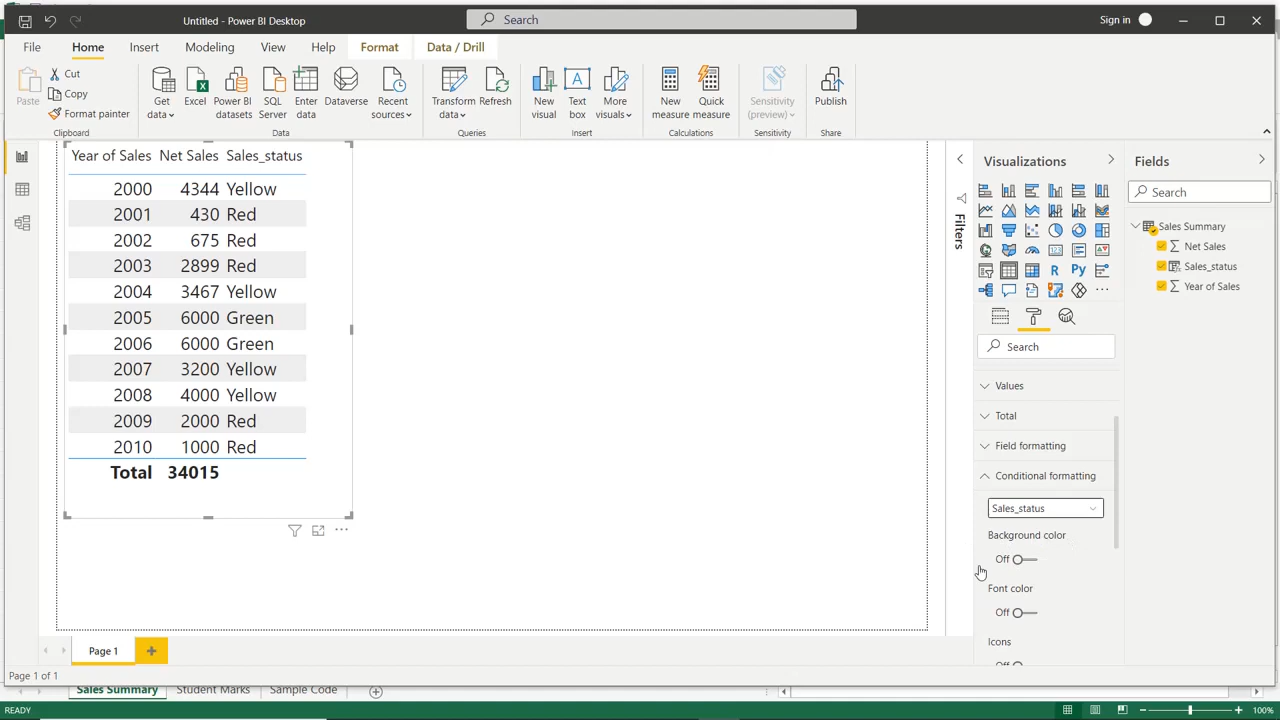 Untitled - Power BI Desktop
Search
Sign in
File Home Insert Modeling View Help Format Data / Drill
Paste
Cut
Copy
Format painter
Clipboard
Get data
Excel
Power BI datasets
SQL Server
Enter data
Dataverse
Recent sources
Data
Transform data
Refresh
Queries
New visual
Text box
More visuals
Insert
New measure
Quick measure
Calculations
Sensitivity (preview)
Sensitivity
Publish
Share
Year of Sales Net Sales Sales_status
2000 4344 Yellow
2001 430 Red
2002 675 Red
2003 2899 Red
2004 3467 Yellow
2005 6000 Green
2006 6000 Green
2007 3200 Yellow
2008 4000 Yellow
2009 2000 Red
2010 1000 Red
Total 34015
Filters
Visualizations
R
Py
Search
Values
Total
Field formatting
Conditional formatting
Sales_status
Background color
Off
Font color
Off
Icons
Off
Fields
Search
Sales Summary
Net Sales
Sales_status
Year of Sales
Page 1
Page 1 of 1
Sales Summary Student Marks Sample Code
READY
100%